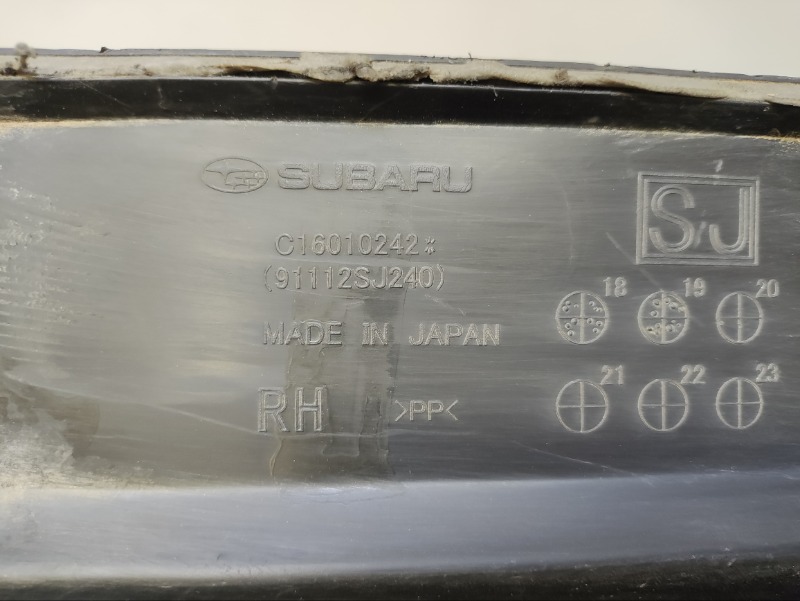 SUBARU
SJ
C16010242*
(91112SJ240)
MADE IN JAPAN
18 19 20
RH >PP<
21 22 23